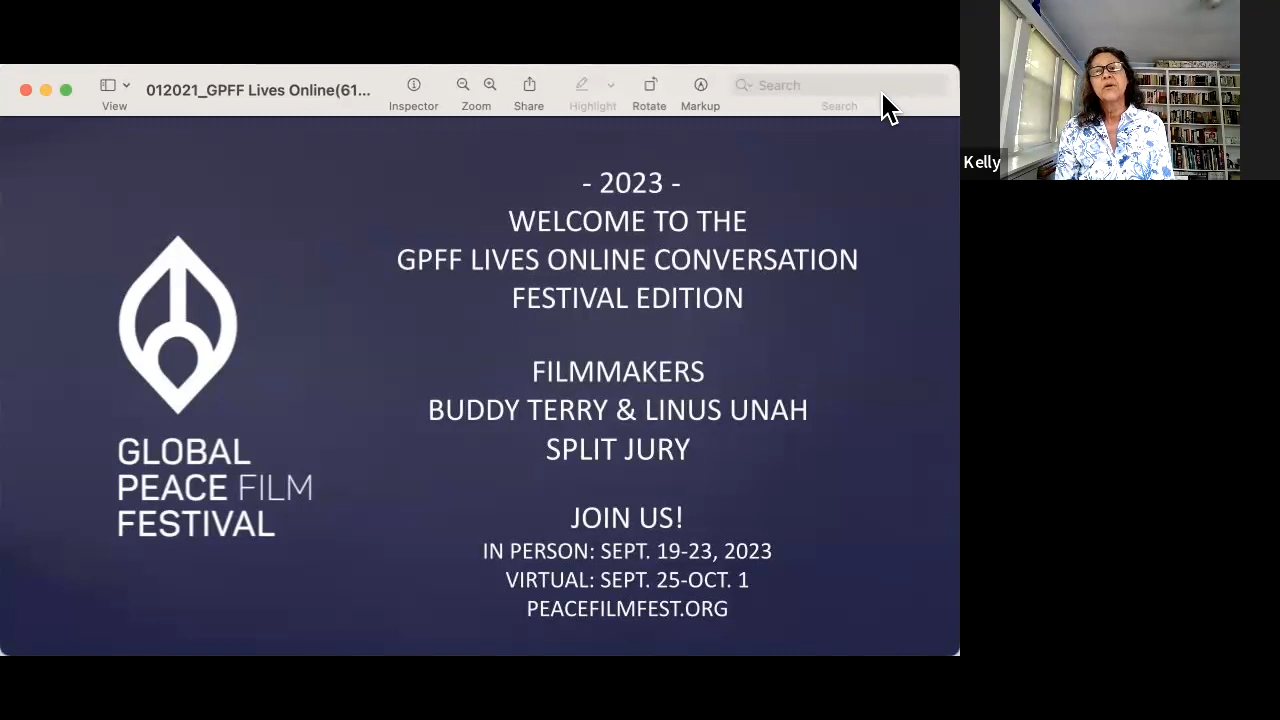 012021_GPFF Lives Online(61...
View
Inspector
Zoom
Share
Highlight
Rotate
Markup
Search
Search
Kelly
- 2023 -
WELCOME TO THE
GPFF LIVES ONLINE CONVERSATION
FESTIVAL EDITION
FILMMAKERS
BUDDY TERRY & LINUS UNAH
SPLIT JURY
JOIN US!
IN PERSON: SEPT. 19-23, 2023
VIRTUAL: SEPT. 25-OCT. 1
PEACEFILMFEST.ORG
GLOBAL
PEACE FILM
FESTIVAL